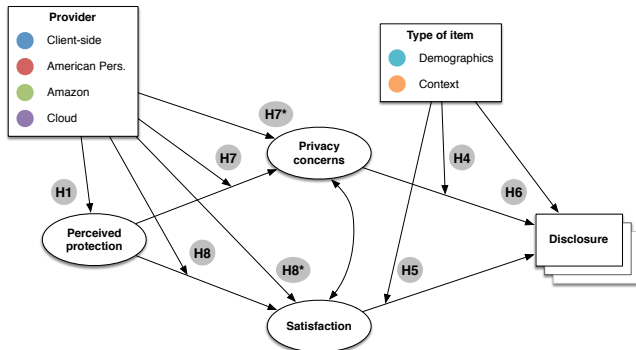 Provider
Client-side
American Pers.
Amazon
Cloud
Type of item
Demographics
Context
H7*
H7
Privacy
concerns
H4
H1
H6
Perceived
protection
H8
H8*
H5
Disclosure
Satisfaction